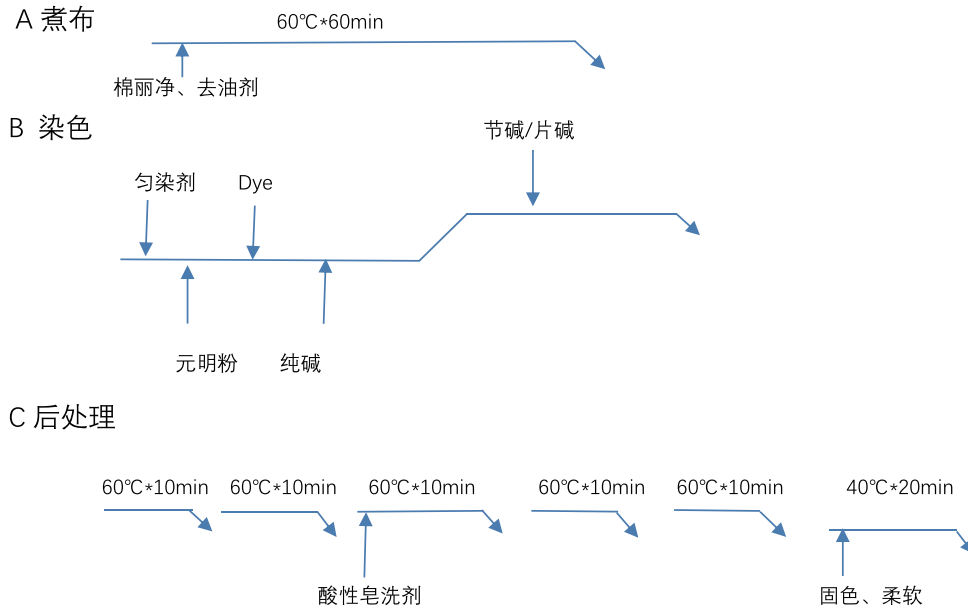 A 煮布
60℃*60min
棉丽净、去油剂
B 染色
节碱/片碱
匀染剂
Dye
元明粉
纯碱
C 后处理
60℃*10min
60℃*10min
60℃*10min
60℃*10min
60℃*10min
40℃*20min
酸性皂洗剂
固色、柔软